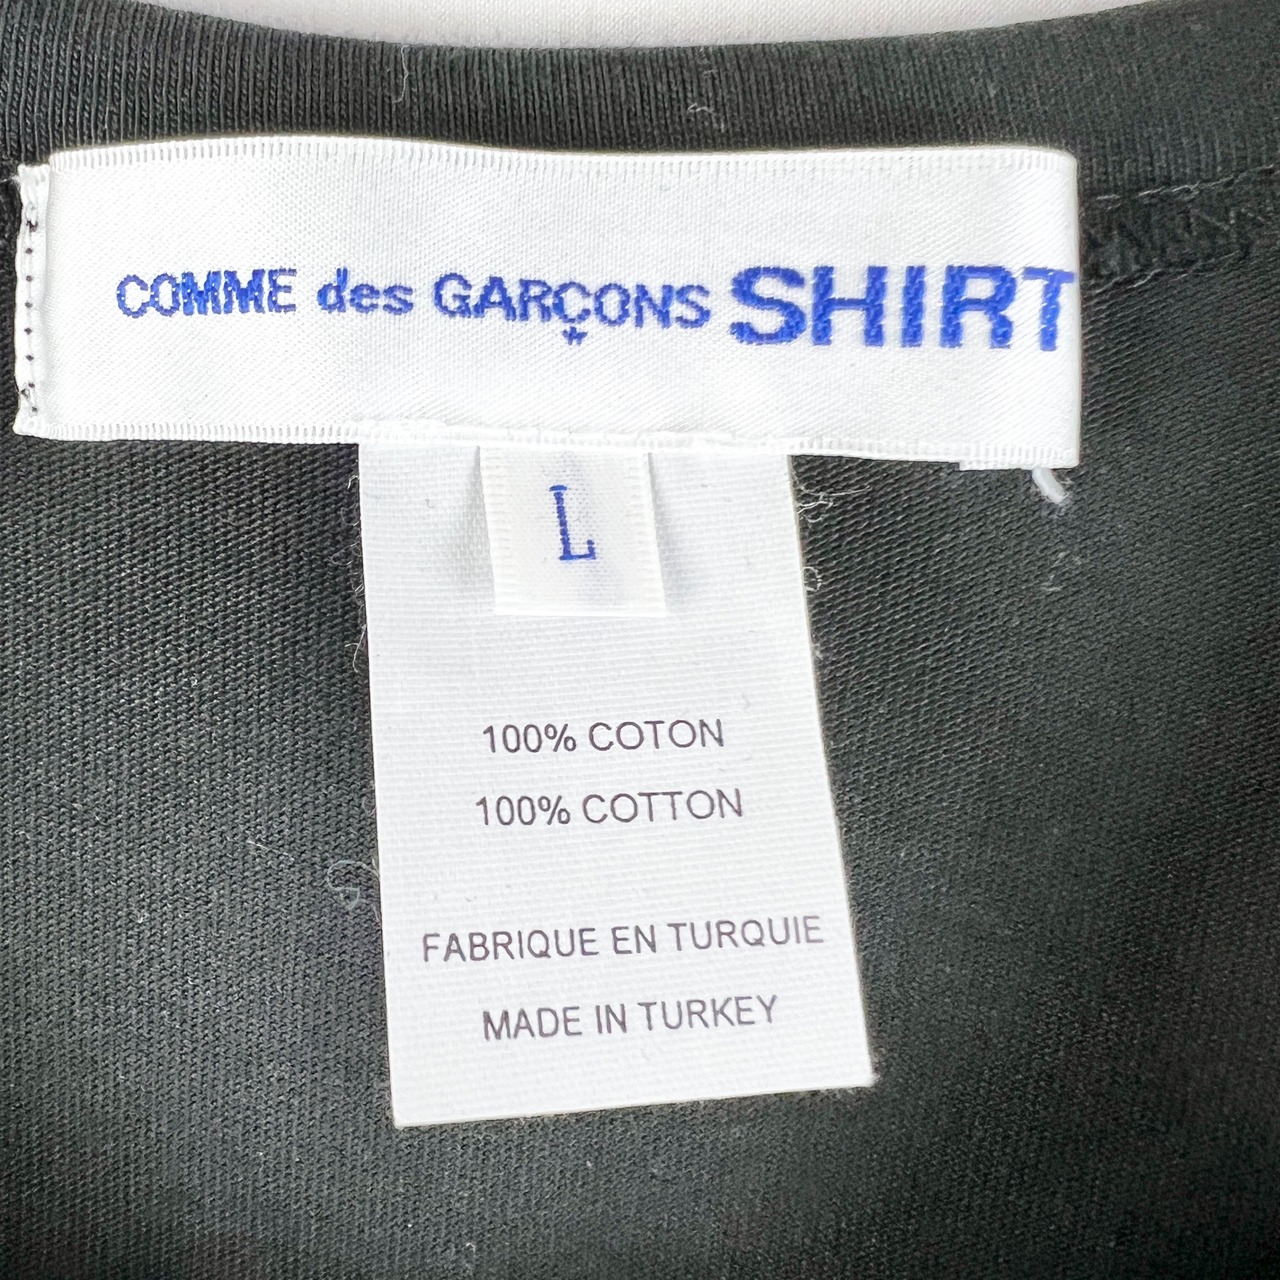 COMME des GARÇONS SHIRT
L
100% COTON
100% COTTON
FABRIQUE EN TURQUIE
MADE IN TURKEY